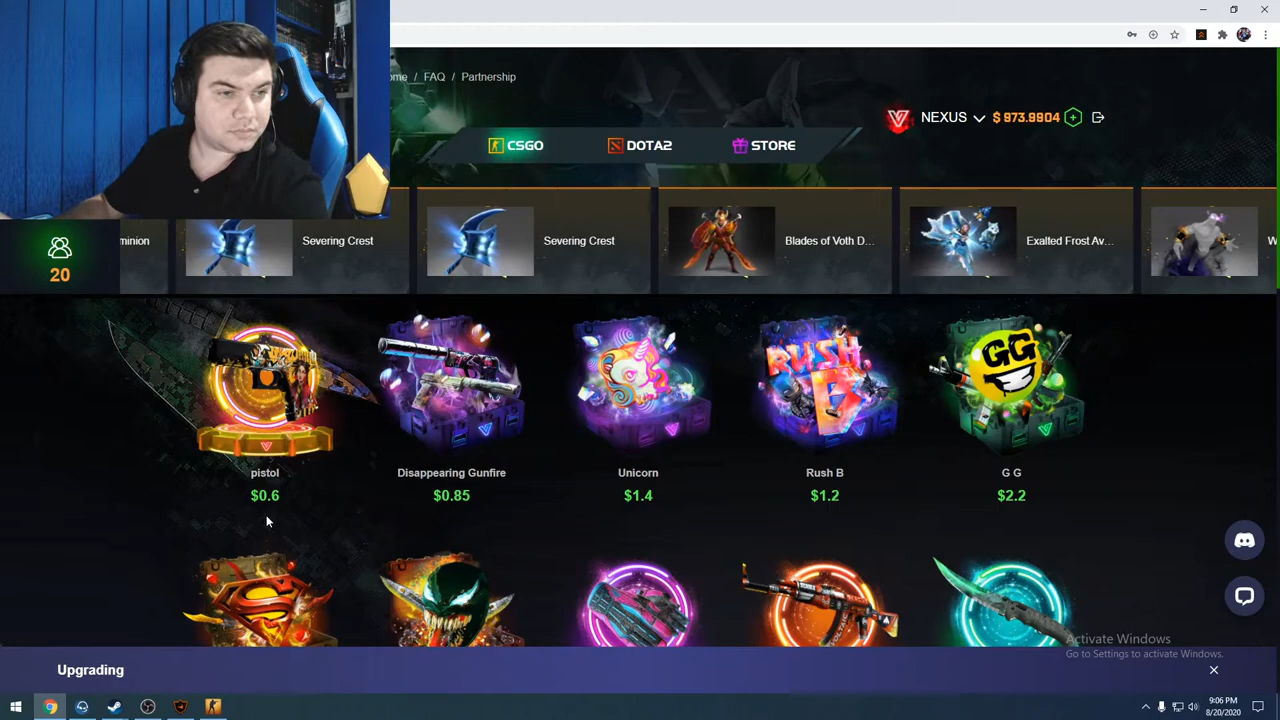 ome / FAQ / Partnership
NEXUS $ 973.9904
CSGO DOTA2 STORE
20
minion
Severing Crest
Severing Crest
Blades of Voth D...
Exalted Frost Av...
W
RUSH B
GG
pistol
$0.6
Disappearing Gunfire
$0.85
Unicorn
$1.4
Rush B
$1.2
G G
$2.2
Activate Windows
Go to Settings to activate Windows.
Upgrading
9:06 PM
8/20/2020